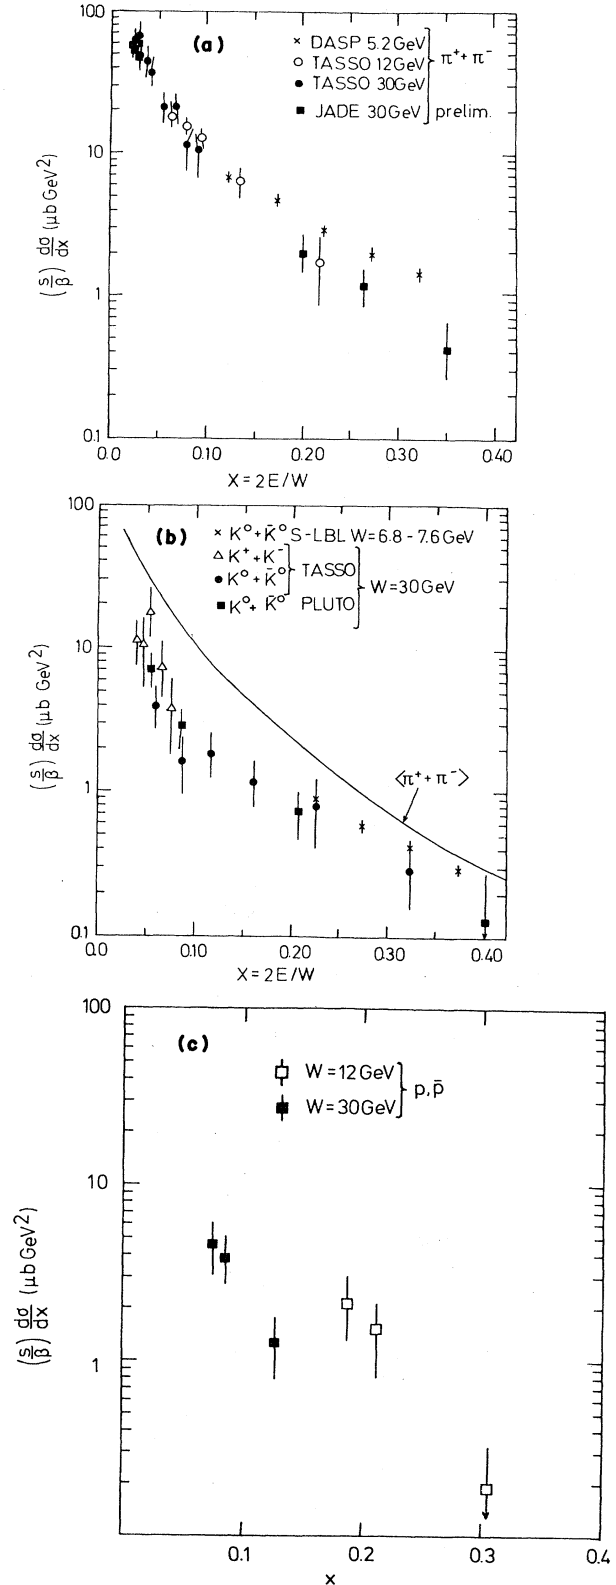 100
(a)
× DASP 5.2 GeV
○ TASSO 12 GeV
π⁺ + π⁻
● TASSO 30 GeV
■ JADE 30 GeV prelim.
10
1
0.1
(s/β) dσ/dx (μb GeV²)
0.0 0.10 0.20 0.30 0.40
X = 2E/W
100
(b)
× K⁰ + K̄⁰ S-LBL W = 6.8 - 7.6 GeV
△ K⁺ + K⁻
● K⁰ + K̄⁰
TASSO
■ K⁰ + K̄⁰ PLUTO
W = 30 GeV
10
1
0.1
(s/β) dσ/dx (μb GeV²)
⟨π⁺ + π⁻⟩
0.0 0.10 0.20 0.30 0.40
X = 2E/W
100
(c)
□ W = 12 GeV
■ W = 30 GeV
p, p̄
10
1
(s/β) dσ/dx (μb GeV²)
0.1 0.2 0.3 0.4
x